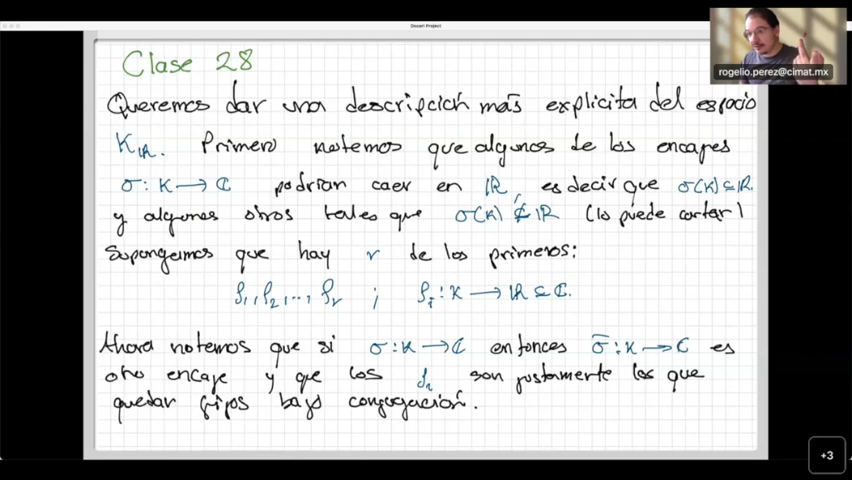 Doceri Project
rogelio.perez@cimat.mx
Clase 28
Queremos dar una descripción más explicita del espacio
K_ℝ. Primero notemos que algunos de los encajes
σ: K → ℂ podrían caer en ℝ, es decir que σ(K) ⊆ ℝ.
y algunos otros tales que σ(K) ⊄ ℝ (lo puede cortar)
Supongamos que hay r de los primeros:
ρ₁, ρ₂, ..., ρᵣ ; ρᵢ: K → ℝ ⊆ ℂ.
Ahora notemos que si σ: K → ℂ entonces σ̄: K → ℂ es
otro encaje y que los ρᵢ son justamente los que
quedan fijos bajo conjugación.
+3